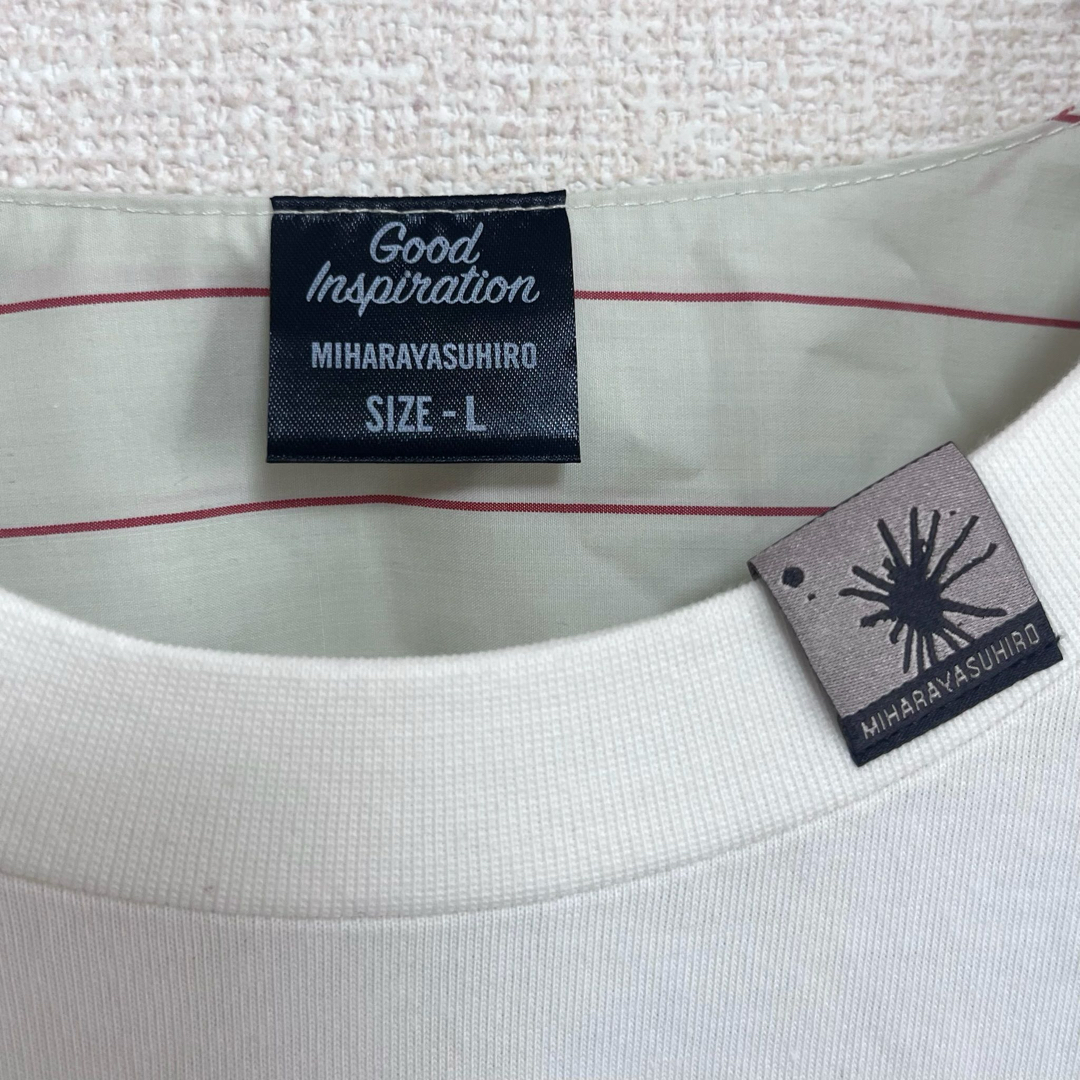 Good
Inspiration
MIHARAYASUHIRO
SIZE - L
MIHARAYASUHIRO